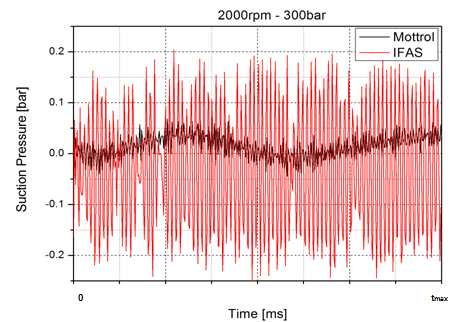 2000rpm - 300bar
Mottrol
IFAS
Suction Pressure [bar]
0.2
0.1
0.0
-0.1
-0.2
0
tmax
Time [ms]